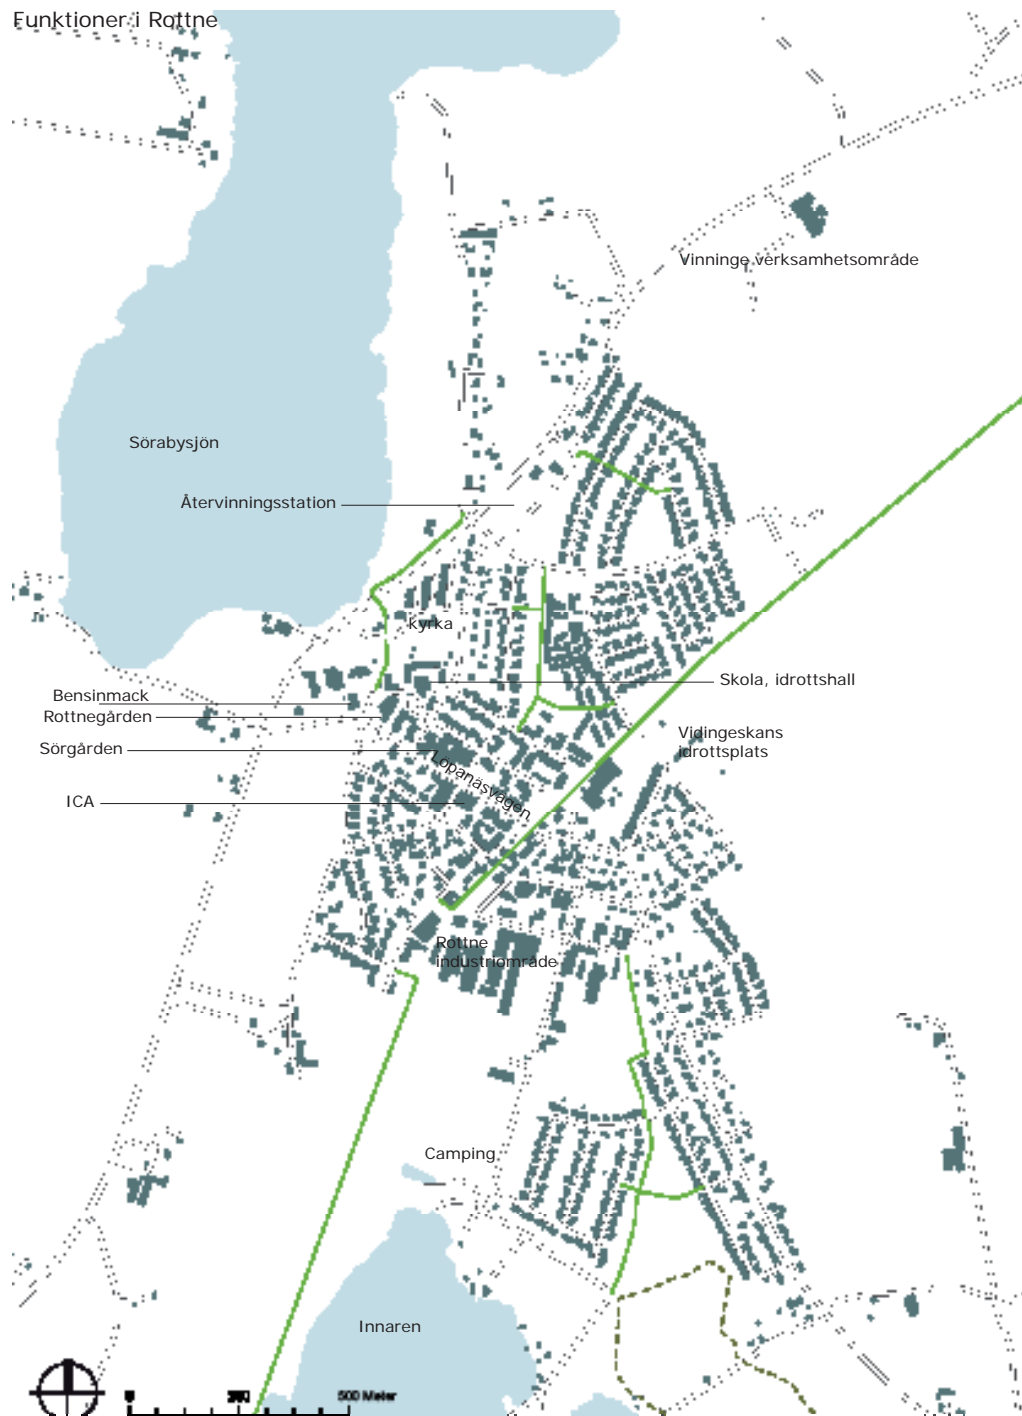 Funktioner i Rottne
Vinninge verksamhetsområde
Sörabysjön
Återvinningsstation
kyrka
Skola, idrottshall
Bensinmack
Rottnegården
Vidingeskans
idrottsplats
Sörgården
Löpanäsvägen
ICA
Rottne
industriområde
Camping
Innaren
0
500 Meter